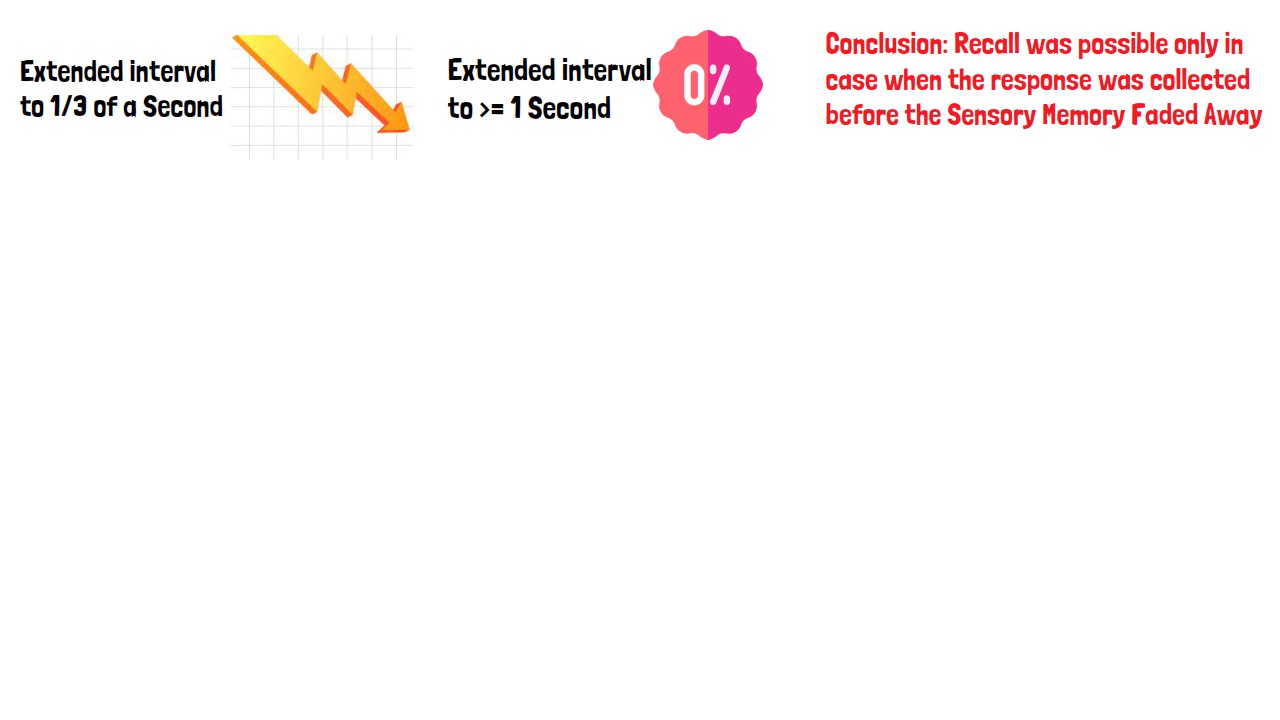 Extended interval
to 1/3 of a Second
Extended interval
to >= 1 Second
0%
Conclusion: Recall was possible only in
case when the response was collected
before the Sensory Memory Faded Away